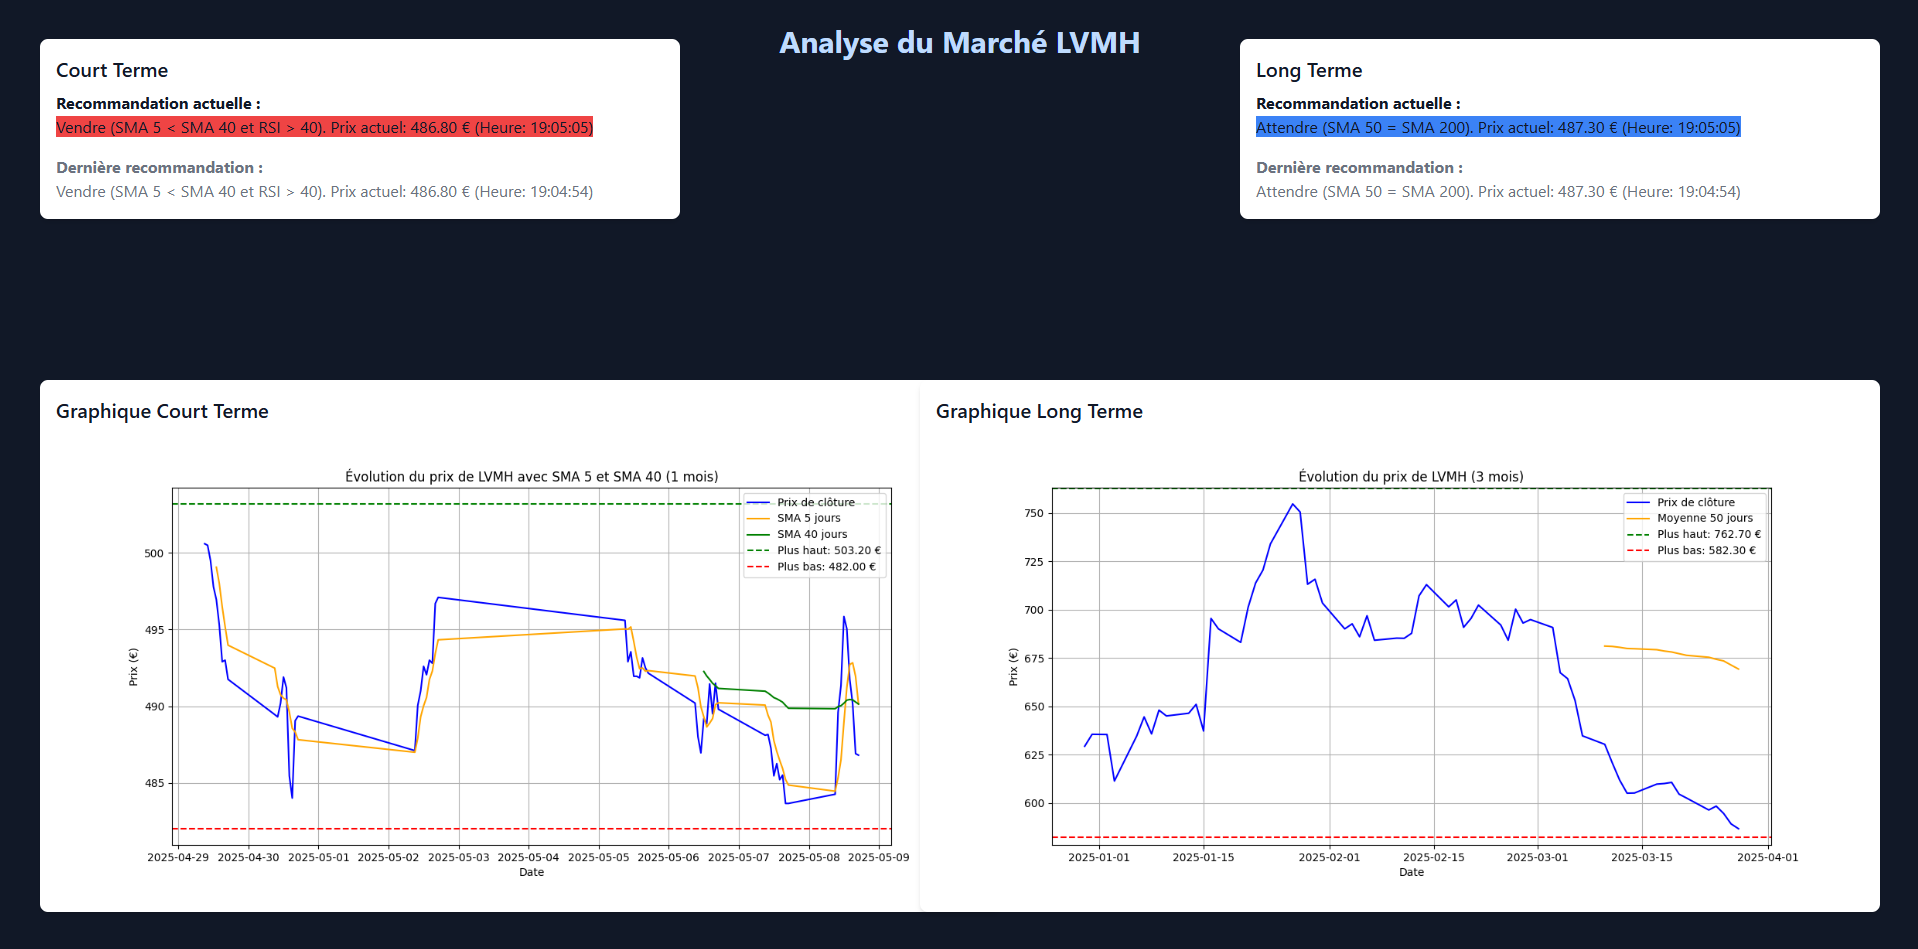 Analyse du Marché LVMH
Court Terme
Recommandation actuelle :
Vendre (SMA 5 < SMA 40 et RSI > 40). Prix actuel: 486.80 € (Heure: 19:05:05)
Dernière recommandation :
Vendre (SMA 5 < SMA 40 et RSI > 40). Prix actuel: 486.80 € (Heure: 19:04:54)
Long Terme
Recommandation actuelle :
Attendre (SMA 50 = SMA 200). Prix actuel: 487.30 € (Heure: 19:05:05)
Dernière recommandation :
Attendre (SMA 50 = SMA 200). Prix actuel: 487.30 € (Heure: 19:04:54)
Graphique Court Terme
Évolution du prix de LVMH avec SMA 5 et SMA 40 (1 mois)
Prix de clôture
SMA 5 jours
SMA 40 jours
Plus haut: 503.20 €
Plus bas: 482.00 €
500
495
490
485
Prix (€)
2025-04-29 2025-04-30 2025-05-01 2025-05-02 2025-05-03 2025-05-04 2025-05-05 2025-05-06 2025-05-07 2025-05-08 2025-05-09
Date
Graphique Long Terme
Évolution du prix de LVMH (3 mois)
Prix de clôture
Moyenne 50 jours
Plus haut: 762.70 €
Plus bas: 582.30 €
750
725
700
675
650
625
600
Prix (€)
2025-01-01 2025-01-15 2025-02-01 2025-02-15 2025-03-01 2025-03-15 2025-04-01
Date